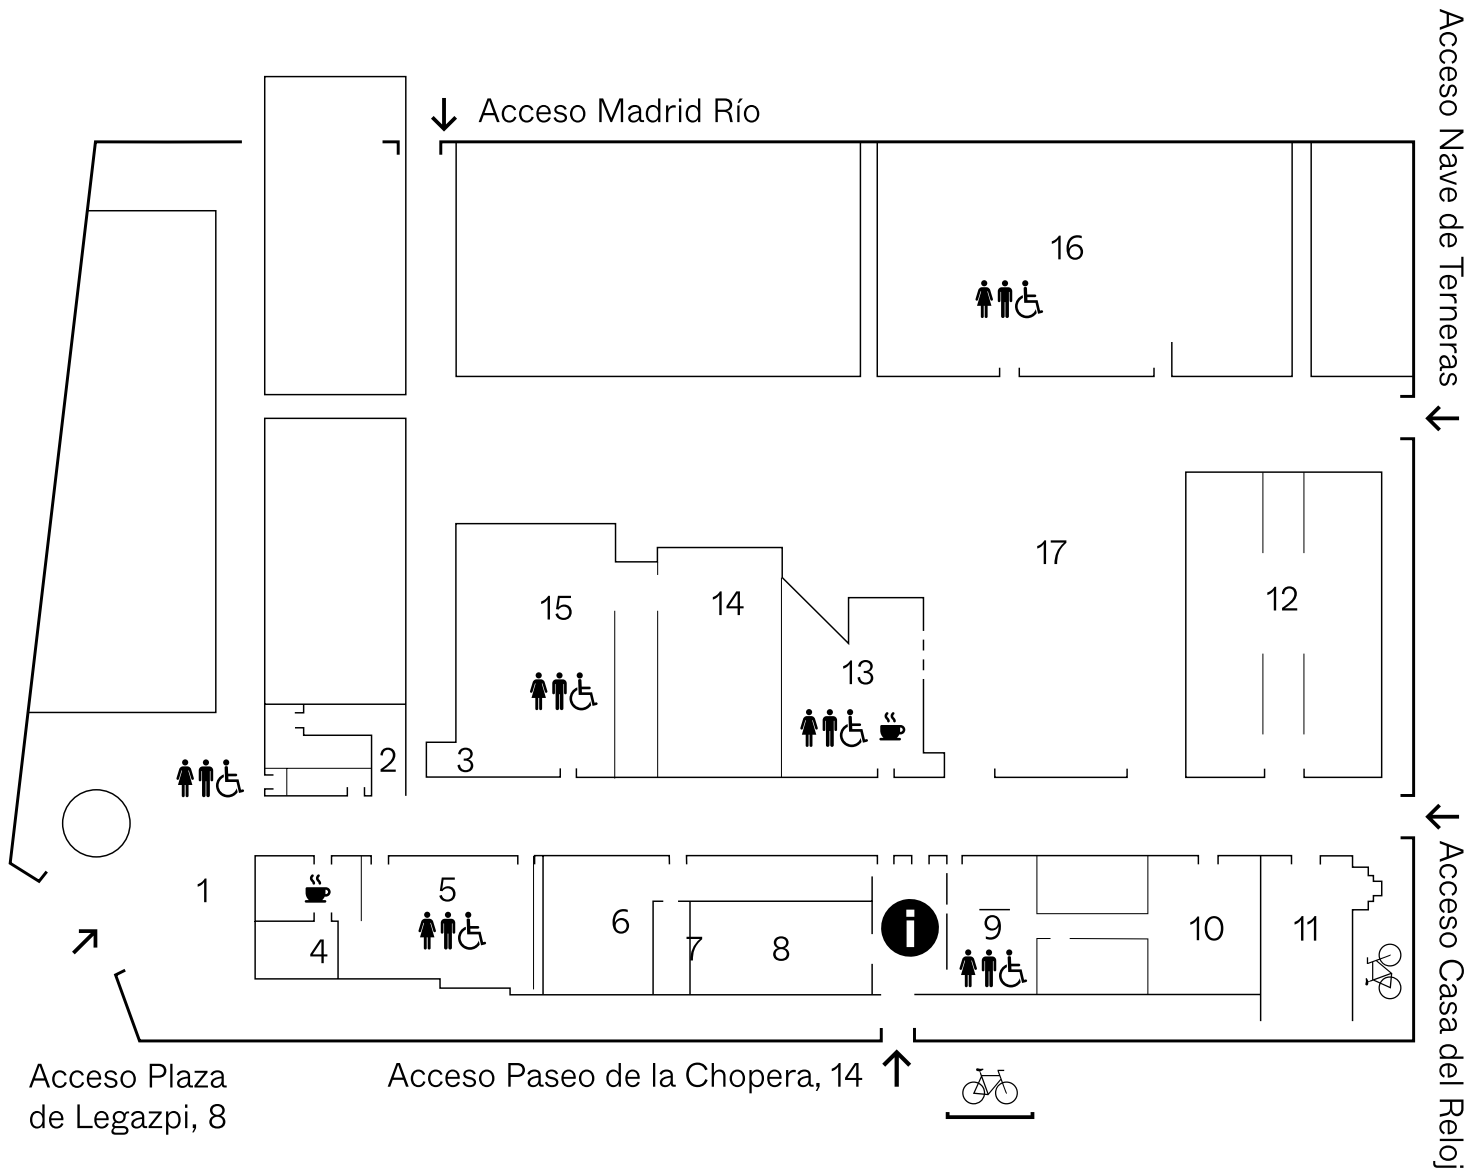 Acceso Madrid Río
Acceso Nave de Terneras
16
17
15
14
12
13
2
3
1
5
4
6
7
8
i
9
10
11
Acceso Casa del Reloj
Acceso Plaza
de Legazpi, 8
Acceso Paseo de la Chopera, 14